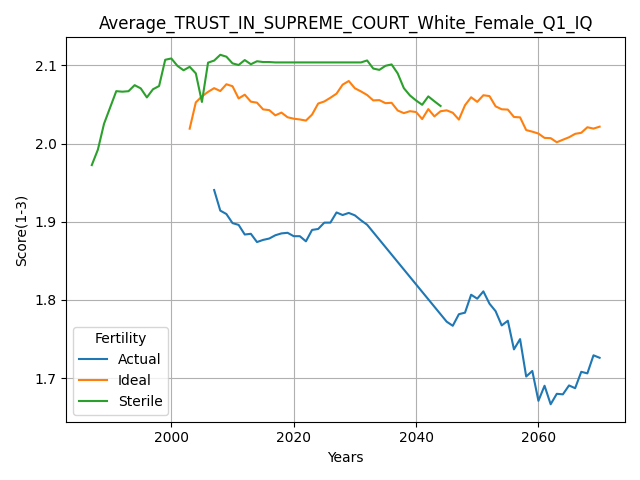 Average_TRUST_IN_SUPREME_COURT_White_Female_Q1_IQ
Score(1-3)
2.1
2.0
1.9
1.8
1.7
Fertility
Actual
Ideal
Sterile
2000
2020
2040
2060
Years